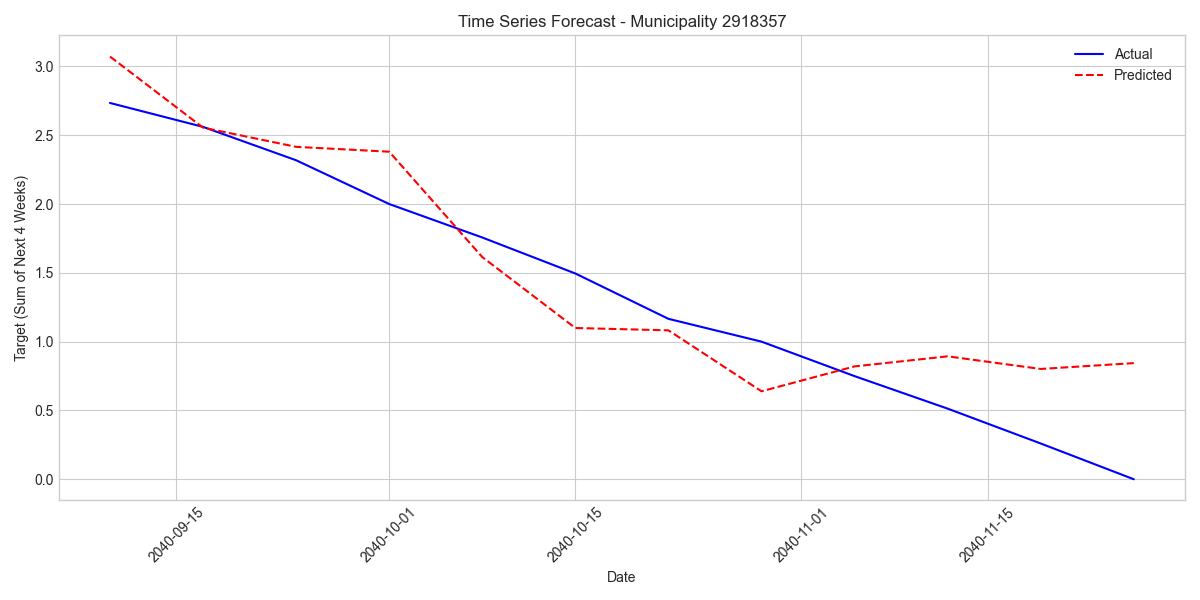 Time Series Forecast - Municipality 2918357
Actual
Predicted
Target (Sum of Next 4 Weeks)
3.0
2.5
2.0
1.5
1.0
0.5
0.0
2040-09-15
2040-10-01
2040-10-15
2040-11-01
2040-11-15
Date